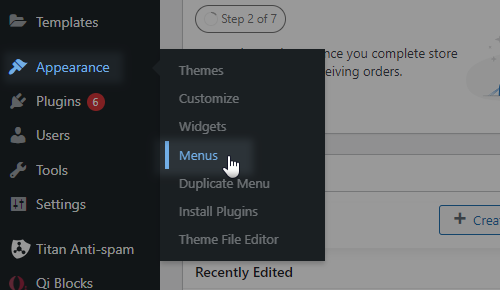 Templates
Appearance
Plugins 6
Users
Tools
Settings
Titan Anti-spam
Qi Blocks
Themes
Customize
Widgets
Menus
Duplicate Menu
Install Plugins
Theme File Editor
Step 2 of 7
you complete store
eiving orders.
+ Crea
Recently Edited